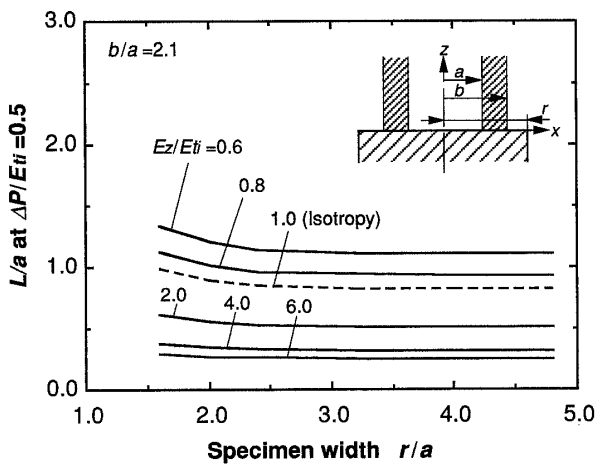 3.0
b/a =2.1
z
a
b
r
x
2.0
Ez/Eti =0.6
0.8
1.0 (Isotropy)
1.0
2.0
4.0
6.0
0.0
1.0
2.0
3.0
4.0
5.0
L/a at ΔP/Eti =0.5
Specimen width r/a